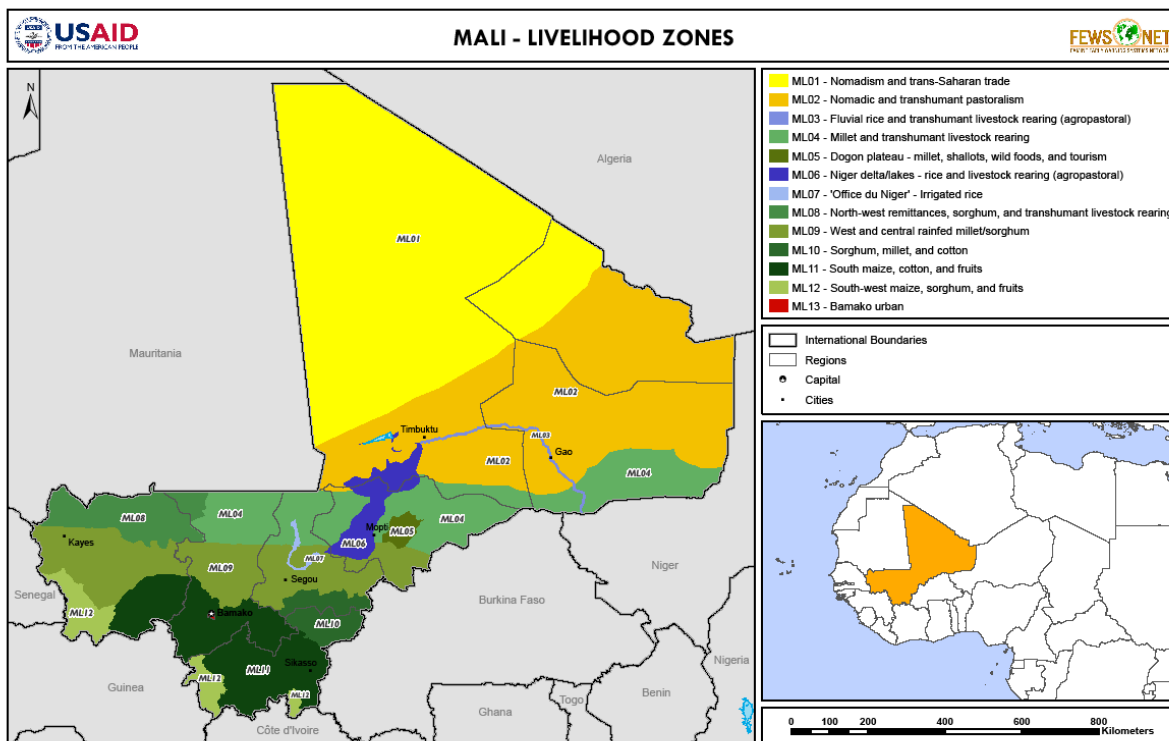 USAID
FROM THE AMERICAN PEOPLE
MALI - LIVELIHOOD ZONES
FEWS NET
FAMINE EARLY WARNING SYSTEMS NETWORK
N
Algeria
ML01
Mauritania
ML02
Timbuktu
ML03
ML02
Gao
ML04
ML08
ML04
ML04
Mopti
ML05
Kayes
ML06
ML07
ML09
Segou
Niger
Senegal
ML12
Bamako
Burkina Faso
ML10
Sikasso
ML11
ML12
Nigeria
Guinea
ML12
Benin
Togo
Ghana
Côte d'Ivoire
ML01 - Nomadism and trans-Saharan trade
ML02 - Nomadic and transhumant pastoralism
ML03 - Fluvial rice and transhumant livestock rearing (agropastoral)
ML04 - Millet and transhumant livestock rearing
ML05 - Dogon plateau - millet, shallots, wild foods, and tourism
ML06 - Niger delta/lakes - rice and livestock rearing (agropastoral)
ML07 - 'Office du Niger' - Irrigated rice
ML08 - North-west remittances, sorghum, and transhumant livestock rearing
ML09 - West and central rainfed millet/sorghum
ML10 - Sorghum, millet, and cotton
ML11 - South maize, cotton, and fruits
ML12 - South-west maize, sorghum, and fruits
ML13 - Bamako urban
International Boundaries
Regions
Capital
Cities
0 100 200 400 600 800
Kilometers